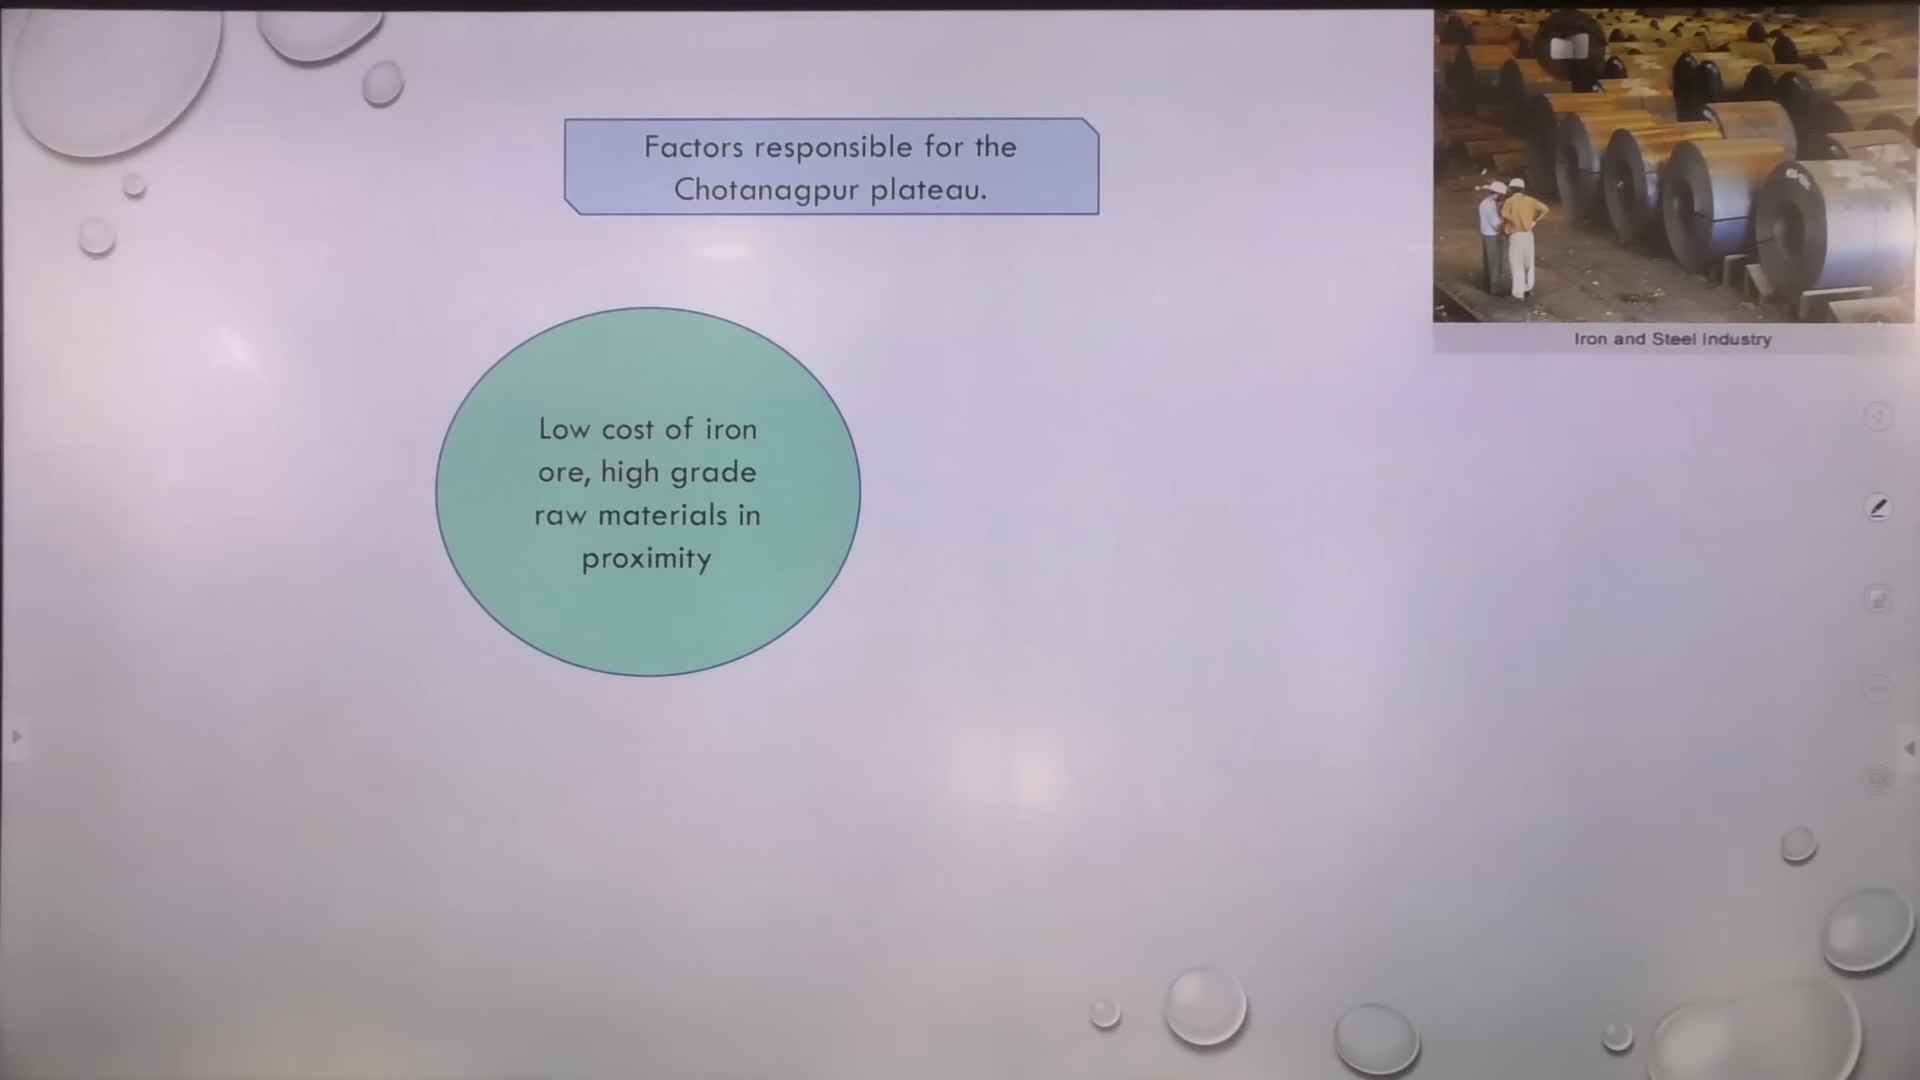 Factors responsible for the
Chotanagpur plateau.
Low cost of iron
ore, high grade
raw materials in
proximity
Iron and Steel Industry